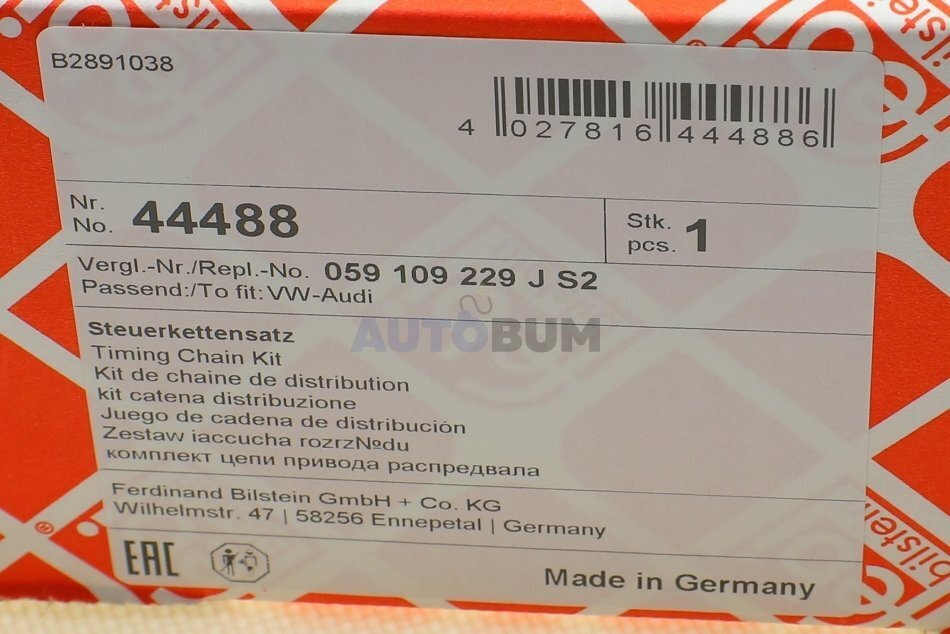 B2891038
4 027816 444886
Nr.
No. 44488
Stk.
pcs. 1
Vergl.-Nr./Repl.-No. 059 109 229 J S2
Passend:/To fit: VW-Audi
AUTOBUM
Steuerkettensatz
Timing Chain Kit
Kit de chaine de distribution
kit catena distribuzione
Juego de cadena de distribución
Zestaw iaccucha rozrz№du
комплект цепи привода распредвала
Ferdinand Bilstein GmbH + Co. KG
Wilhelmstr. 47 | 58256 Ennepetal | Germany
EAC
Made in Germany
bilstein
bilstein